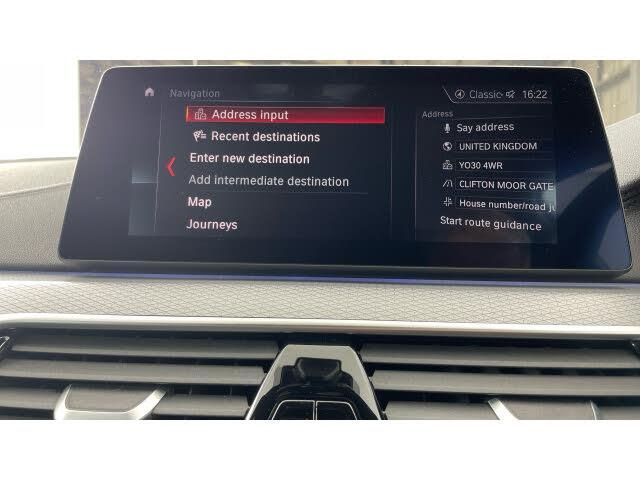 Navigation
Classic 16:22
Address input
Recent destinations
Enter new destination
Add intermediate destination
Map
Journeys
Address
Say address
UNITED KINGDOM
YO30 4WR
CLIFTON MOOR GATE
House number/road ju
Start route guidance